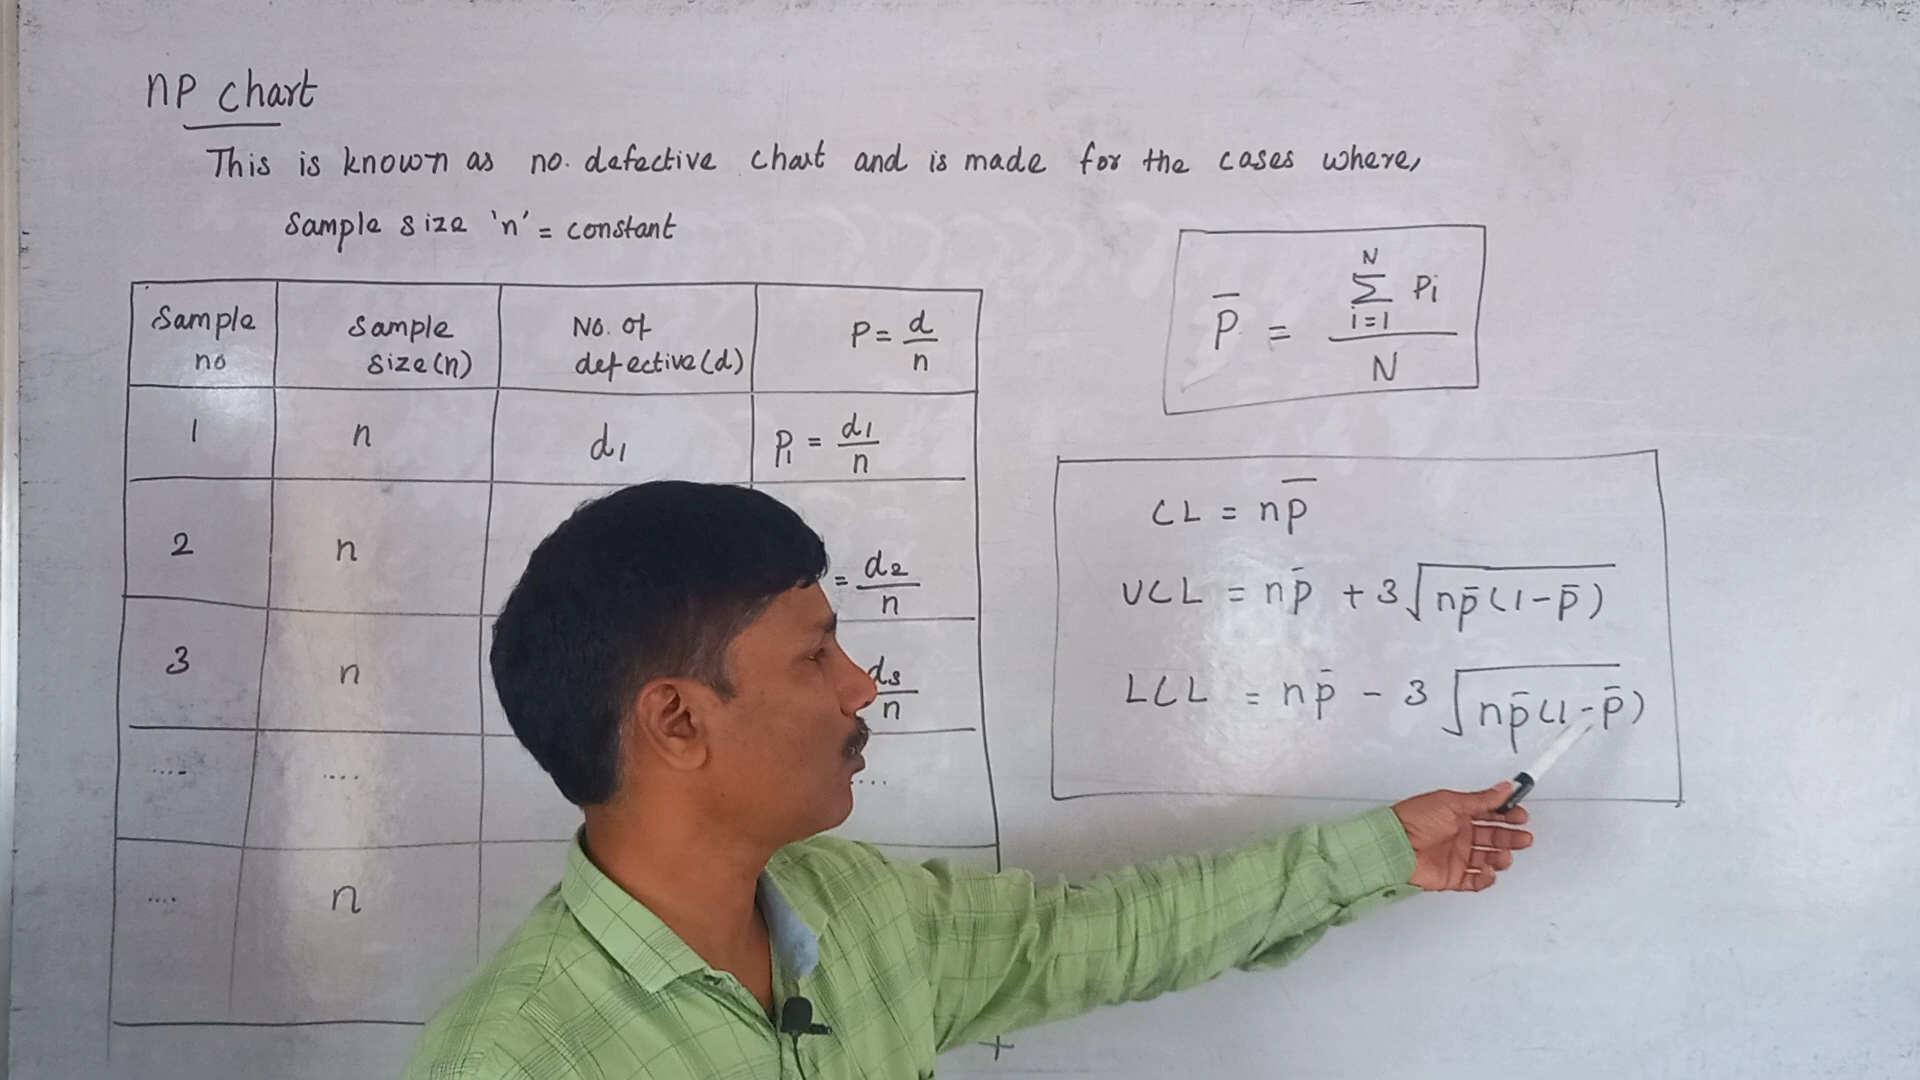 np chart
This is known as no. defective chart and is made for the cases where,
Sample size 'n' = constant
Sample no
Sample size (n)
No. of defective (d)
P = d/n
1
n
d₁
P₁ = d₁/n
2
n
= d₂/n
3
n
d₃/n
....
....
....
....
n
p̄ = Σ_{i=1}^{N} Pi / N
CL = np̄
UCL = np̄ + 3√np̄(1-p̄)
LCL = np̄ - 3√np̄(1-p̄)